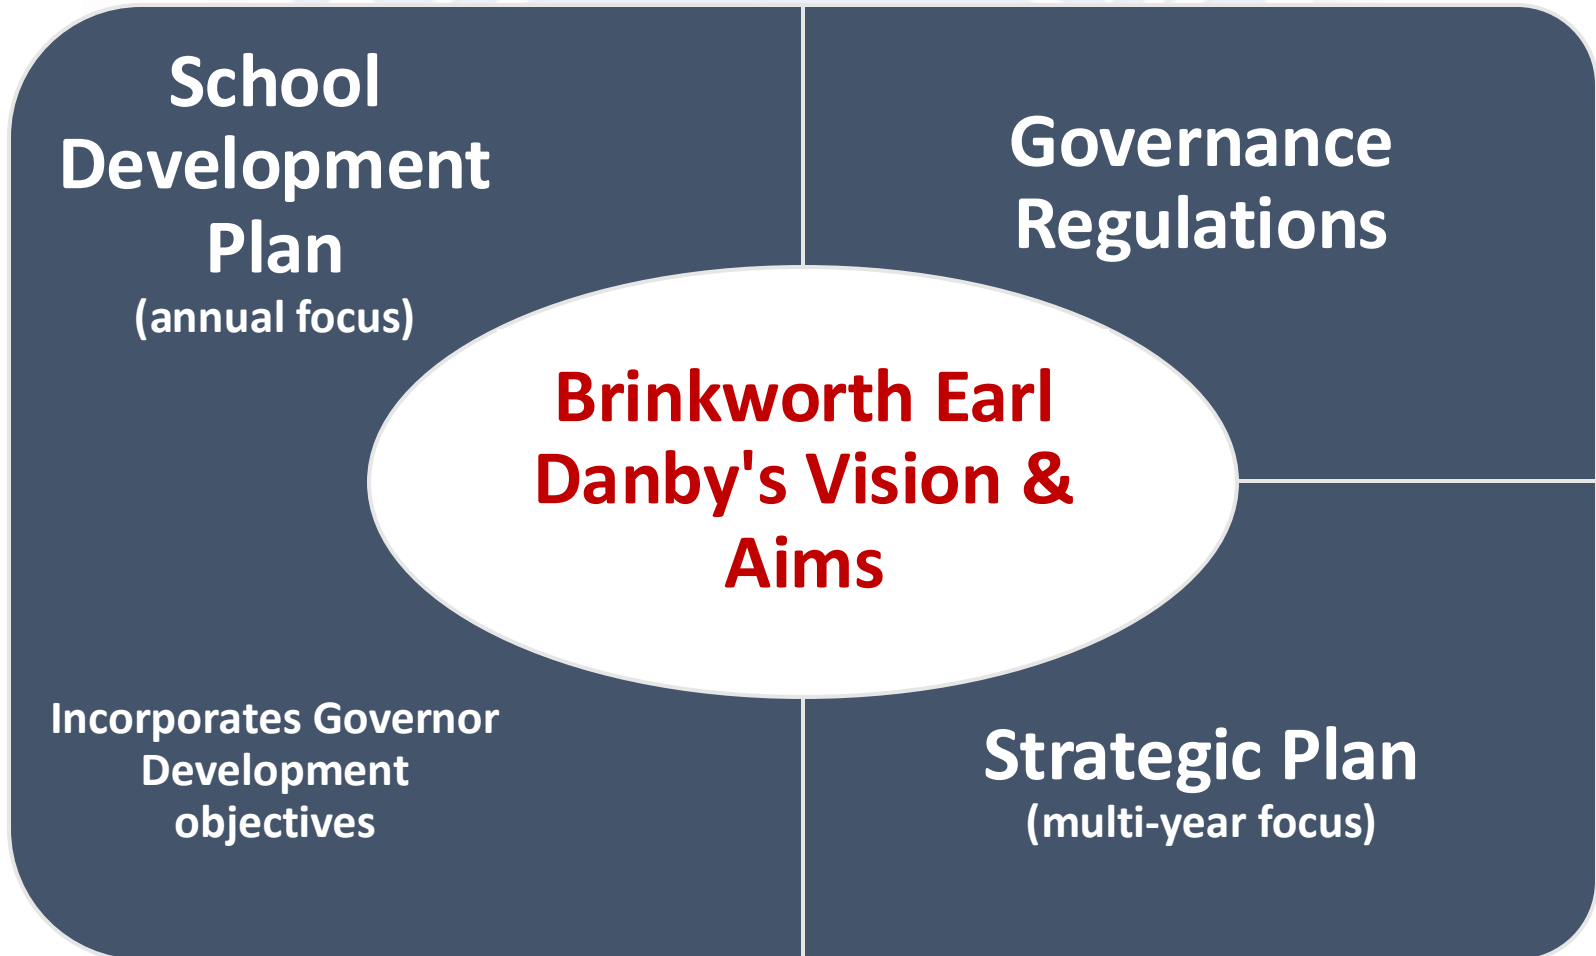 School
Development
Plan
(annual focus)
Incorporates Governor
Development
objectives
Governance
Regulations
Brinkworth Earl
Danby's Vision &
Aims
Strategic Plan
(multi-year focus)